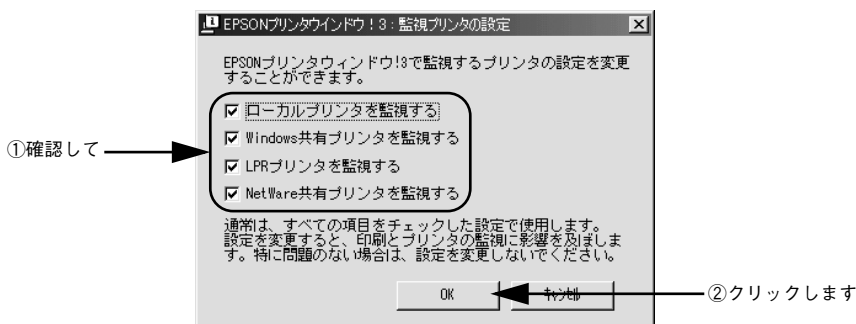 EPSONプリンタウインドウ!3:監視プリンタの設定
EPSONプリンタウィンドウ!3で監視するプリンタの設定を変更
することができます。
ローカルプリンタを監視する
Windows共有プリンタを監視する
①確認して
LPRプリンタを監視する
NetWare共有プリンタを監視する
通常は、すべての項目をチェックした設定で使用します。
設定を変更すると、印刷とプリンタの監視に影響を及ぼしま
す。特に問題のない場合は、設定を変更しないでください。
OK
キャンセル
②クリックします